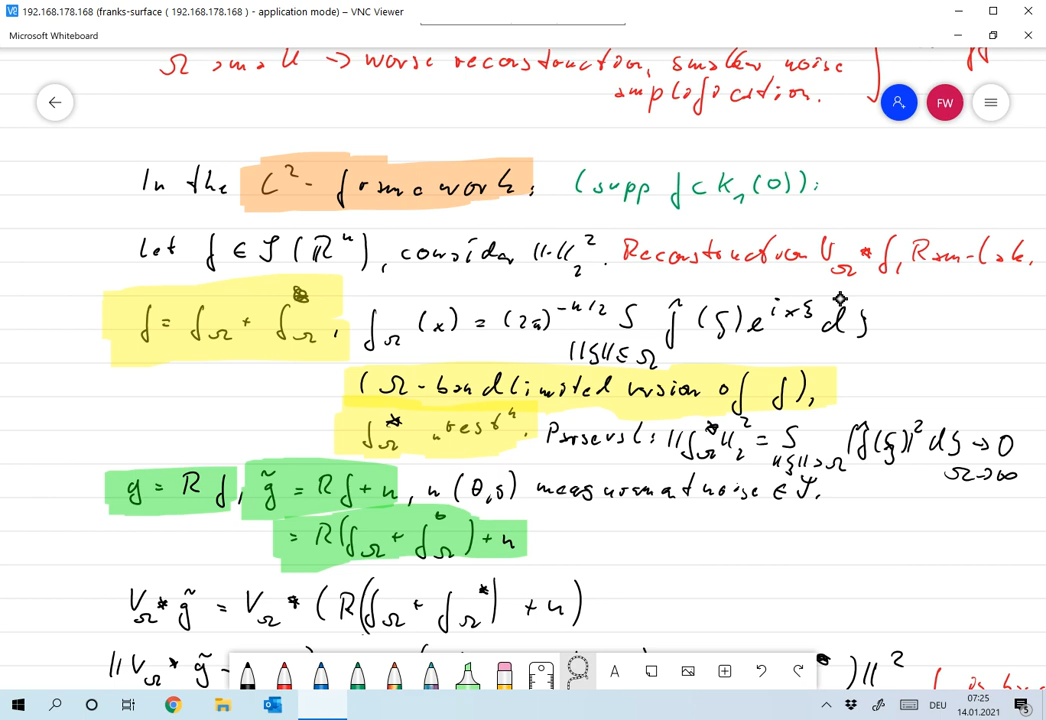 192.168.178.168 (franks-surface ( 192.168.178.168 ) - application mode) – VNC Viewer
Microsoft Whiteboard
Ω small → worse reconstruction, smaller noise
amplification.
FW
In the L²-framework: (supp f ⊂ K₁(0)):
Let f ∈ 𝒮(ℝⁿ), consider ||·||₂². Reconstruction V_Ω * f, Ram-Lak.
f = f_Ω + f_Ω^*, f_Ω(x) = (2π)^{-n/2} ∫_{||ξ||≤Ω} f̂(ξ) e^{ixξ} dξ
(Ω-bandlimited version of f),
f_Ω^* "rest". Parseval: ||f_Ω^*||₂² = ∫_{||ξ||>Ω} |f̂(ξ)|² dξ → 0
Ω→∞
g = R f, g̃ = Rf + n, n(θ,s) measurement noise ∈ 𝒮.
= R(f_Ω + f_Ω^*) + n
V_Ω * g̃ = V_Ω * (R(f_Ω + f_Ω^*) + n)
||V_Ω * g̃ )||²
A
DEU
07:25
14.01.2021
5